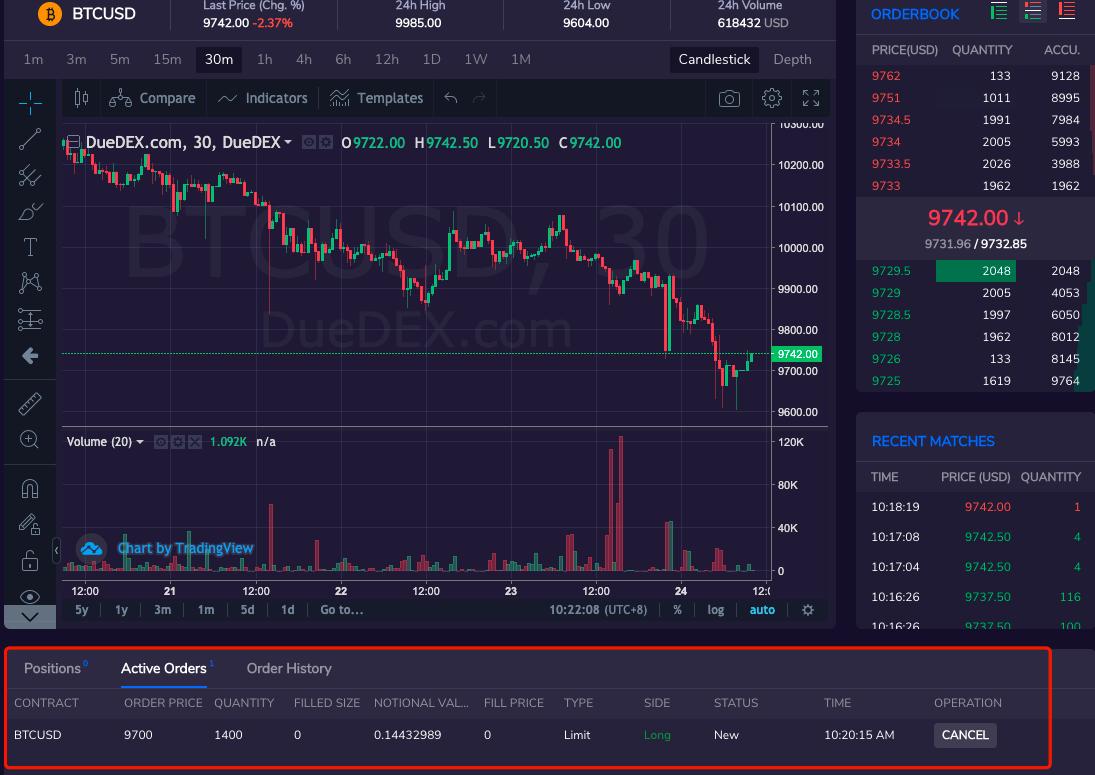 BTCUSD
Last Price (Chg. %) 24h High 24h Low 24h Volume
9742.00 -2.37% 9985.00 9604.00 618432 USD
1m 3m 5m 15m 30m 1h 4h 6h 12h 1D 1W 1M Candlestick Depth
Compare Indicators Templates
DueDEX.com, 30, DueDEX O9722.00 H9742.50 L9720.50 C9742.00
BTCUSD, 30
DueDEX.com
10300.00
10200.00
10100.00
10000.00
9900.00
9800.00
9742.00
9700.00
9600.00
Volume (20) 1.092K n/a
120K
80K
40K
0
Chart by TradingView
12:00 21 12:00 22 12:00 23 12:00 24 12:0
5y 1y 3m 1m 5d 1d Go to... 10:22:08 (UTC+8) % log auto
ORDERBOOK
PRICE(USD) QUANTITY ACCU.
9762 133 9128
9751 1011 8995
9734.5 1991 7984
9734 2005 5993
9733.5 2026 3988
9733 1962 1962
9742.00↓
9731.96 / 9732.85
9729.5 2048 2048
9729 2005 4053
9728.5 1997 6050
9728 1962 8012
9726 133 8145
9725 1619 9764
RECENT MATCHES
TIME PRICE (USD) QUANTITY
10:18:19 9742.00 1
10:17:08 9742.50 4
10:17:04 9742.50 4
10:16:26 9737.50 116
10:16:26 9737.50 100
Positions 0 Active Orders 1 Order History
CONTRACT ORDER PRICE QUANTITY FILLED SIZE NOTIONAL VAL... FILL PRICE TYPE SIDE STATUS TIME OPERATION
BTCUSD 9700 1400 0 0.14432989 0 Limit Long New 10:20:15 AM CANCEL